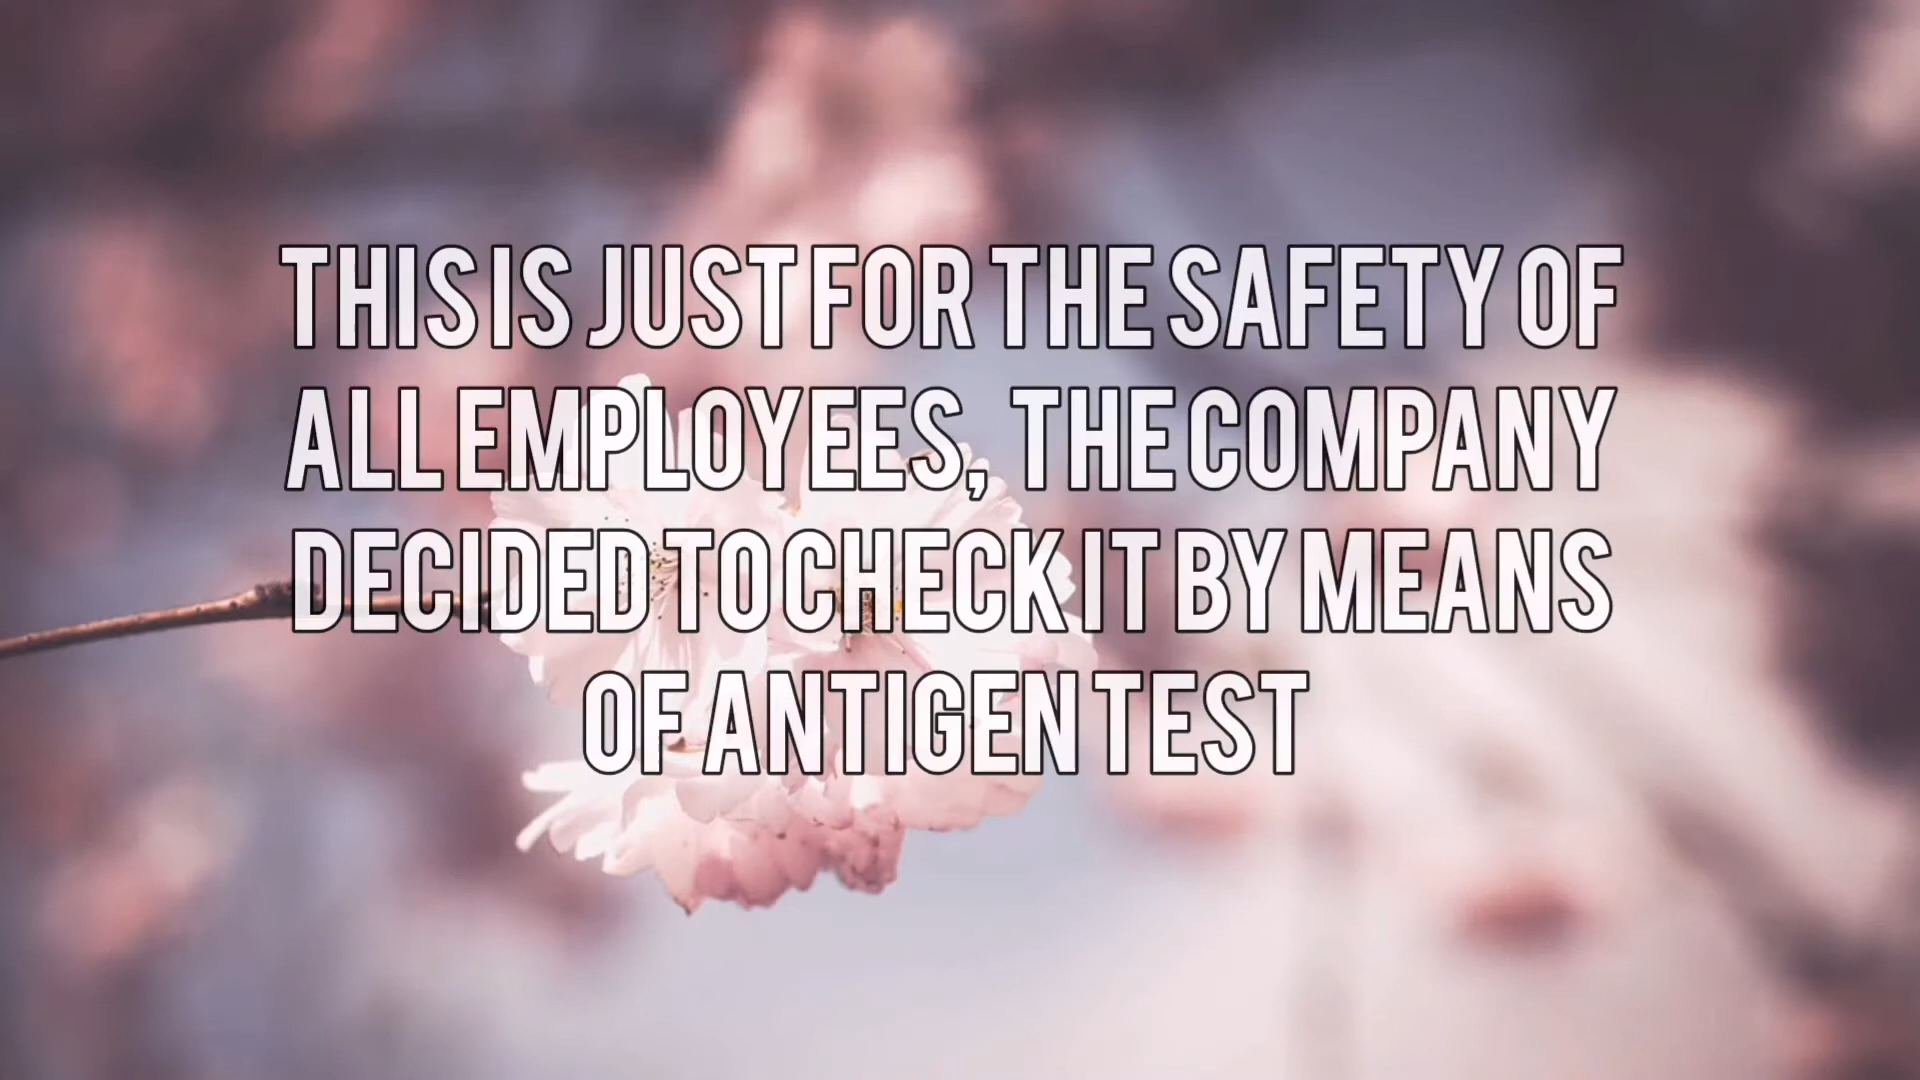 THIS IS JUST FOR THE SAFETY OF
ALL EMPLOYEES, THE COMPANY
DECIDED TO CHECK IT BY MEANS
OF ANTIGEN TEST